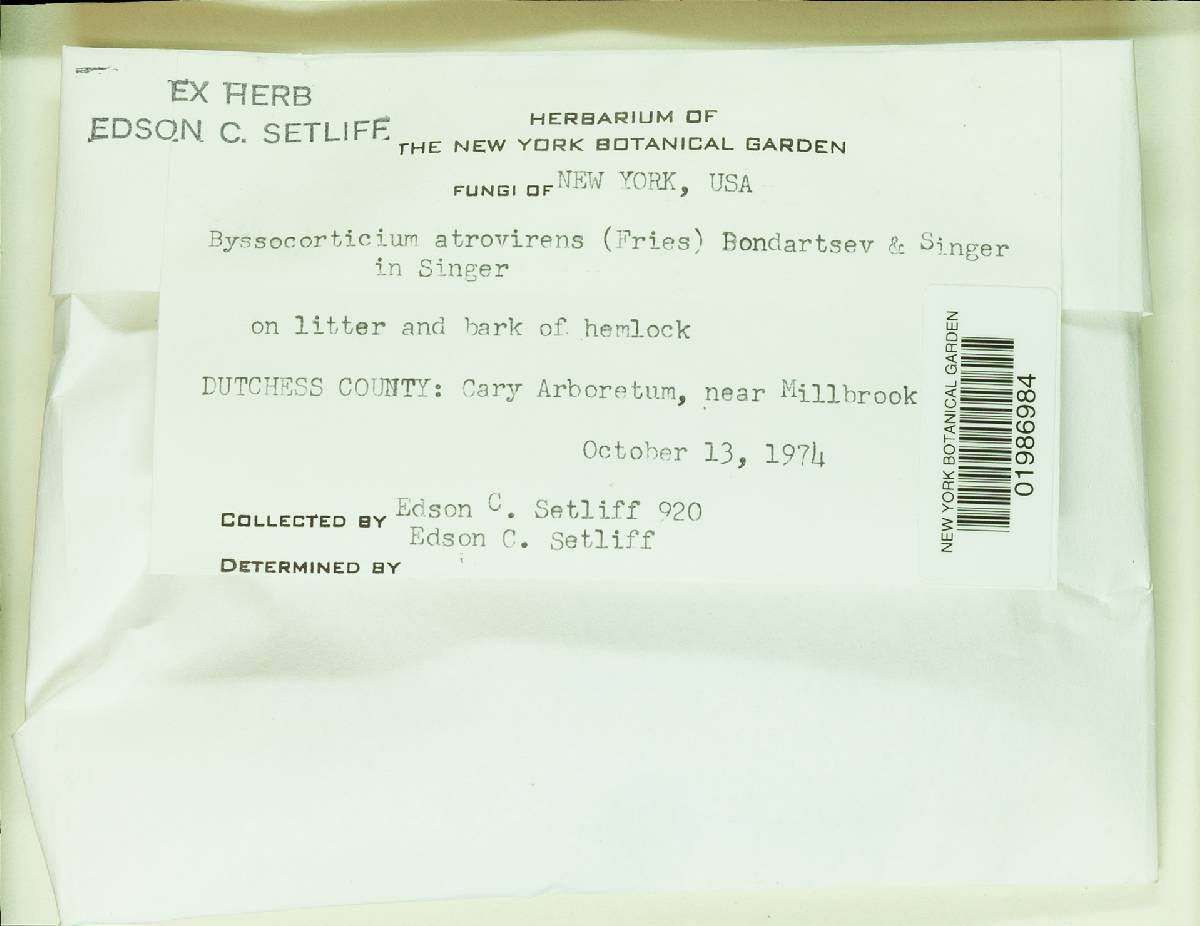 EX HERB
EDSON C. SETLIFF
HERBARIUM OF
THE NEW YORK BOTANICAL GARDEN
FUNGI OF NEW YORK, USA
Byssocorticium atrovirens (Fries) Bondartsev & Singer
in Singer
on litter and bark of hemlock
DUTCHESS COUNTY: Cary Arboretum, near Millbrook
October 13, 1974
COLLECTED BY Edson C. Setliff 920
Edson C. Setliff
DETERMINED BY
NEW YORK BOTANICAL GARDEN
01986984